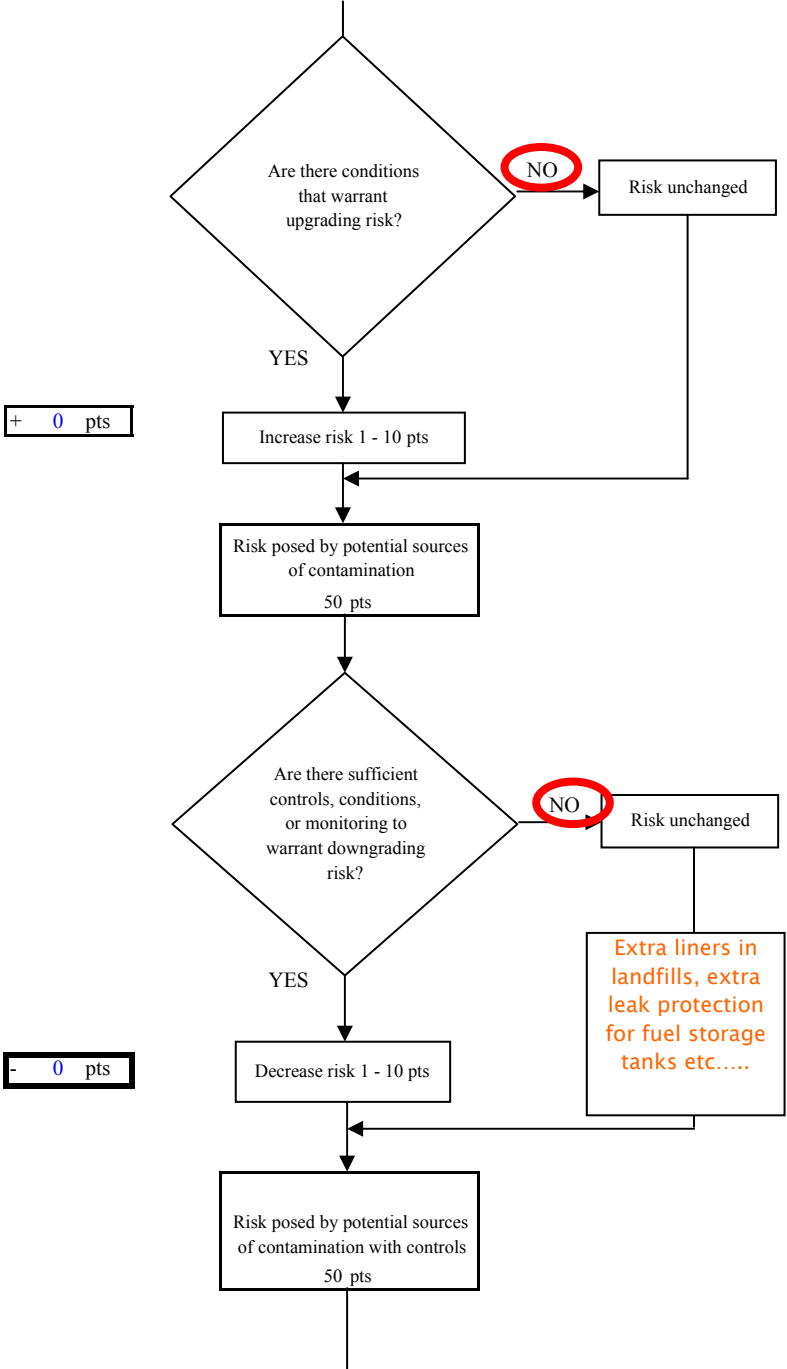 Are there conditions
that warrant
upgrading risk?
NO
Risk unchanged
YES
+ 0 pts
Increase risk 1 - 10 pts
Risk posed by potential sources
of contamination
50 pts
Are there sufficient
controls, conditions,
or monitoring to
warrant downgrading
risk?
NO
Risk unchanged
Extra liners in
landfills, extra
leak protection
for fuel storage
tanks etc…..
YES
- 0 pts
Decrease risk 1 - 10 pts
Risk posed by potential sources
of contamination with controls
50 pts